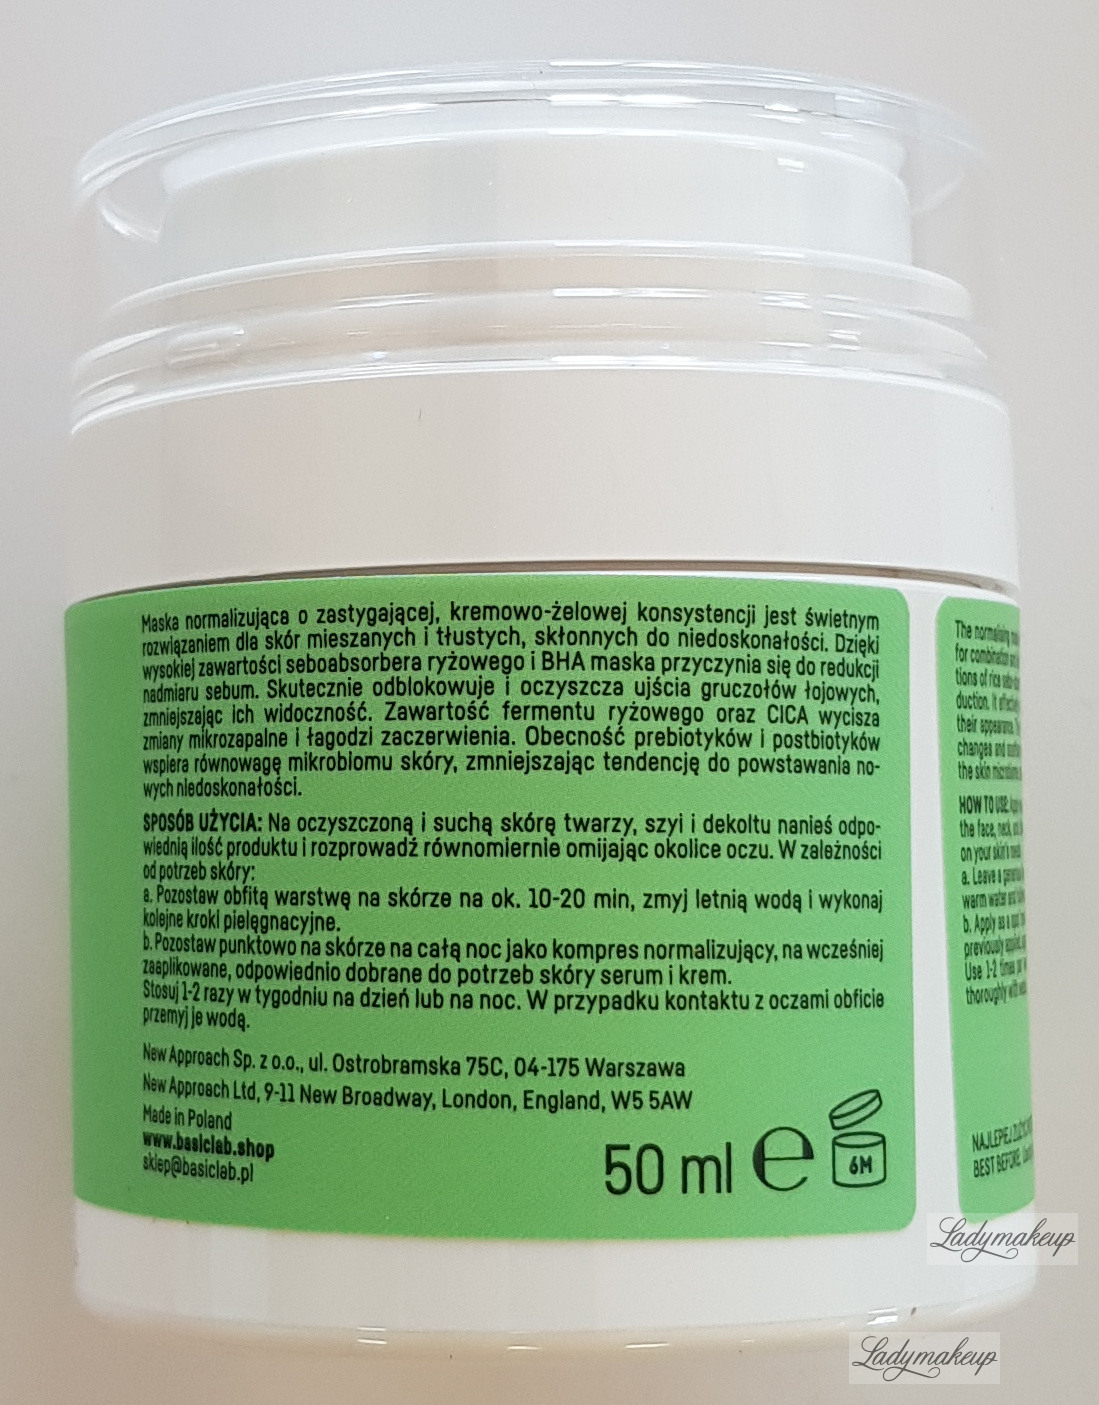 Maska normalizująca o zastygającej, kremowo-żelowej konsystencji jest świetnym
rozwiązaniem dla skór mieszanych i tłustych, skłonnych do niedoskonałości. Dzięki
wysokiej zawartości seboabsorbera ryżowego i BHA maska przyczynia się do redukcji
nadmiaru sebum. Skutecznie odblokowuje i oczyszcza ujścia gruczołów łojowych,
zmniejszając ich widoczność. Zawartość fermentu ryżowego oraz CICA wycisza
zmiany mikrozapalne i łagodzi zaczerwienia. Obecność prebiotyków i postbiotyków
wspiera równowagę mikrobiomu skóry, zmniejszając tendencję do powstawania no-
wych niedoskonałości.
SPOSÓB UŻYCIA: Na oczyszczoną i suchą skórę twarzy, szyi i dekoltu nanieś odpo-
wiednią ilość produktu i rozprowadź równomiernie omijając okolice oczu. W zależności
od potrzeb skóry:
a. Pozostaw obfitą warstwę na skórze na ok. 10-20 min, zmyj letnią wodą i wykonaj
kolejne kroki pielęgnacyjne.
b. Pozostaw punktowo na skórze na całą noc jako kompres normalizujący, na wcześniej
zaaplikowane, odpowiednio dobrane do potrzeb skóry serum i krem.
Stosuj 1-2 razy w tygodniu na dzień lub na noc. W przypadku kontaktu z oczami obficie
przemyj je wodą.
New Approach Sp. z o.o., ul. Ostrobramska 75C, 04-175 Warszawa
New Approach Ltd, 9-11 New Broadway, London, England, W5 5AW
Made in Poland
www.basiclab.shop
sklep@basiclab.pl
50 ml e
6M
The normalising
for combination
tions of rice
duction. It
their appearance.
changes and
the skin
HOW TO USE:
the face, neck,
on your skin's needs
a. Leave a
warm water and
b. Apply as a
previously applied,
Use 1-2 times
thoroughly with
NAJLEPIEJ
BEST BEFORE:
Ladymakeup
Ladymakeup